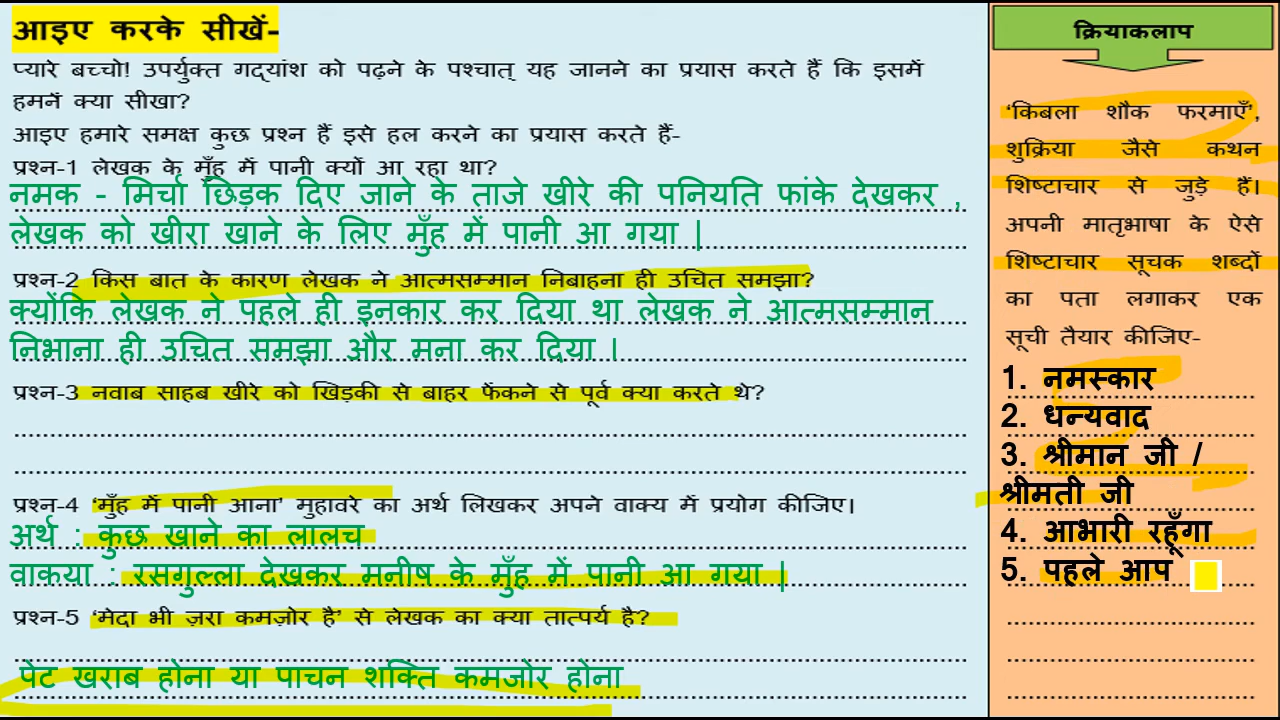 आइए करके सीखें-
प्यारे बच्चो! उपर्युक्त गद्यांश को पढ़ने के पश्चात् यह जानने का प्रयास करते हैं कि इसमें
हमनें क्या सीखा?
आइए हमारे समक्ष कुछ प्रश्न हैं इसे हल करने का प्रयास करते हैं-
प्रश्न-1 लेखक के मुँह में पानी क्यों आ रहा था?
नमक - मिर्चा छिड़क दिए जाने के ताजे खीरे की पनियति फांके देखकर ,
लेखक को खीरा खाने के लिए मुँह में पानी आ गया |
प्रश्न-2 किस बात के कारण लेखक ने आत्मसम्मान निबाहना ही उचित समझा?
क्योंकि लेखक ने पहले ही इनकार कर दिया था लेखक ने आत्मसम्मान
निभाना ही उचित समझा और मना कर दिया ।
प्रश्न-3 नवाब साहब खीरे को खिड़की से बाहर फेंकने से पूर्व क्या करते थे?
प्रश्न-4 ‘मुँह में पानी आना’ मुहावरे का अर्थ लिखकर अपने वाक्य में प्रयोग कीजिए।
अर्थ : कुछ खाने का लालच
वाकया : रसगुल्ला देखकर मनीष के मुँह में पानी आ गया |
प्रश्न-5 ‘मेदा भी ज़रा कमज़ोर है’ से लेखक का क्या तात्पर्य है?
पेट खराब होना या पाचन शक्ति कमजोर होना
क्रियाकलाप
‘किबला शौक फरमाएँ’,
शुक्रिया जैसे कथन
शिष्टाचार से जुड़े हैं।
अपनी मातृभाषा के ऐसे
शिष्टाचार सूचक शब्दों
का पता लगाकर एक
सूची तैयार कीजिए-
1. नमस्कार
2. धन्यवाद
3. श्रीमान जी /
श्रीमती जी
4. आभारी रहूँगा
5. पहले आप